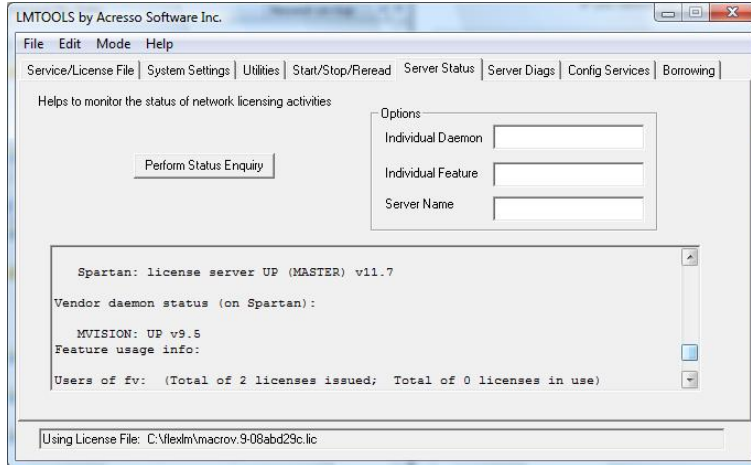 LMTOOLS by Acresso Software Inc.
File Edit Mode Help
Service/License File System Settings Utilities Start/Stop/Reread Server Status Server Diags Config Services Borrowing
Helps to monitor the status of network licensing activities
Options
Individual Daemon
Perform Status Enquiry
Individual Feature
Server Name
Spartan: license server UP (MASTER) v11.7
Vendor daemon status (on Spartan):
MVISION: UP v9.5
Feature usage info:
Users of fv: (Total of 2 licenses issued; Total of 0 licenses in use)
Using License File: C:\flexlm\macrov.9-08abd29c.lic